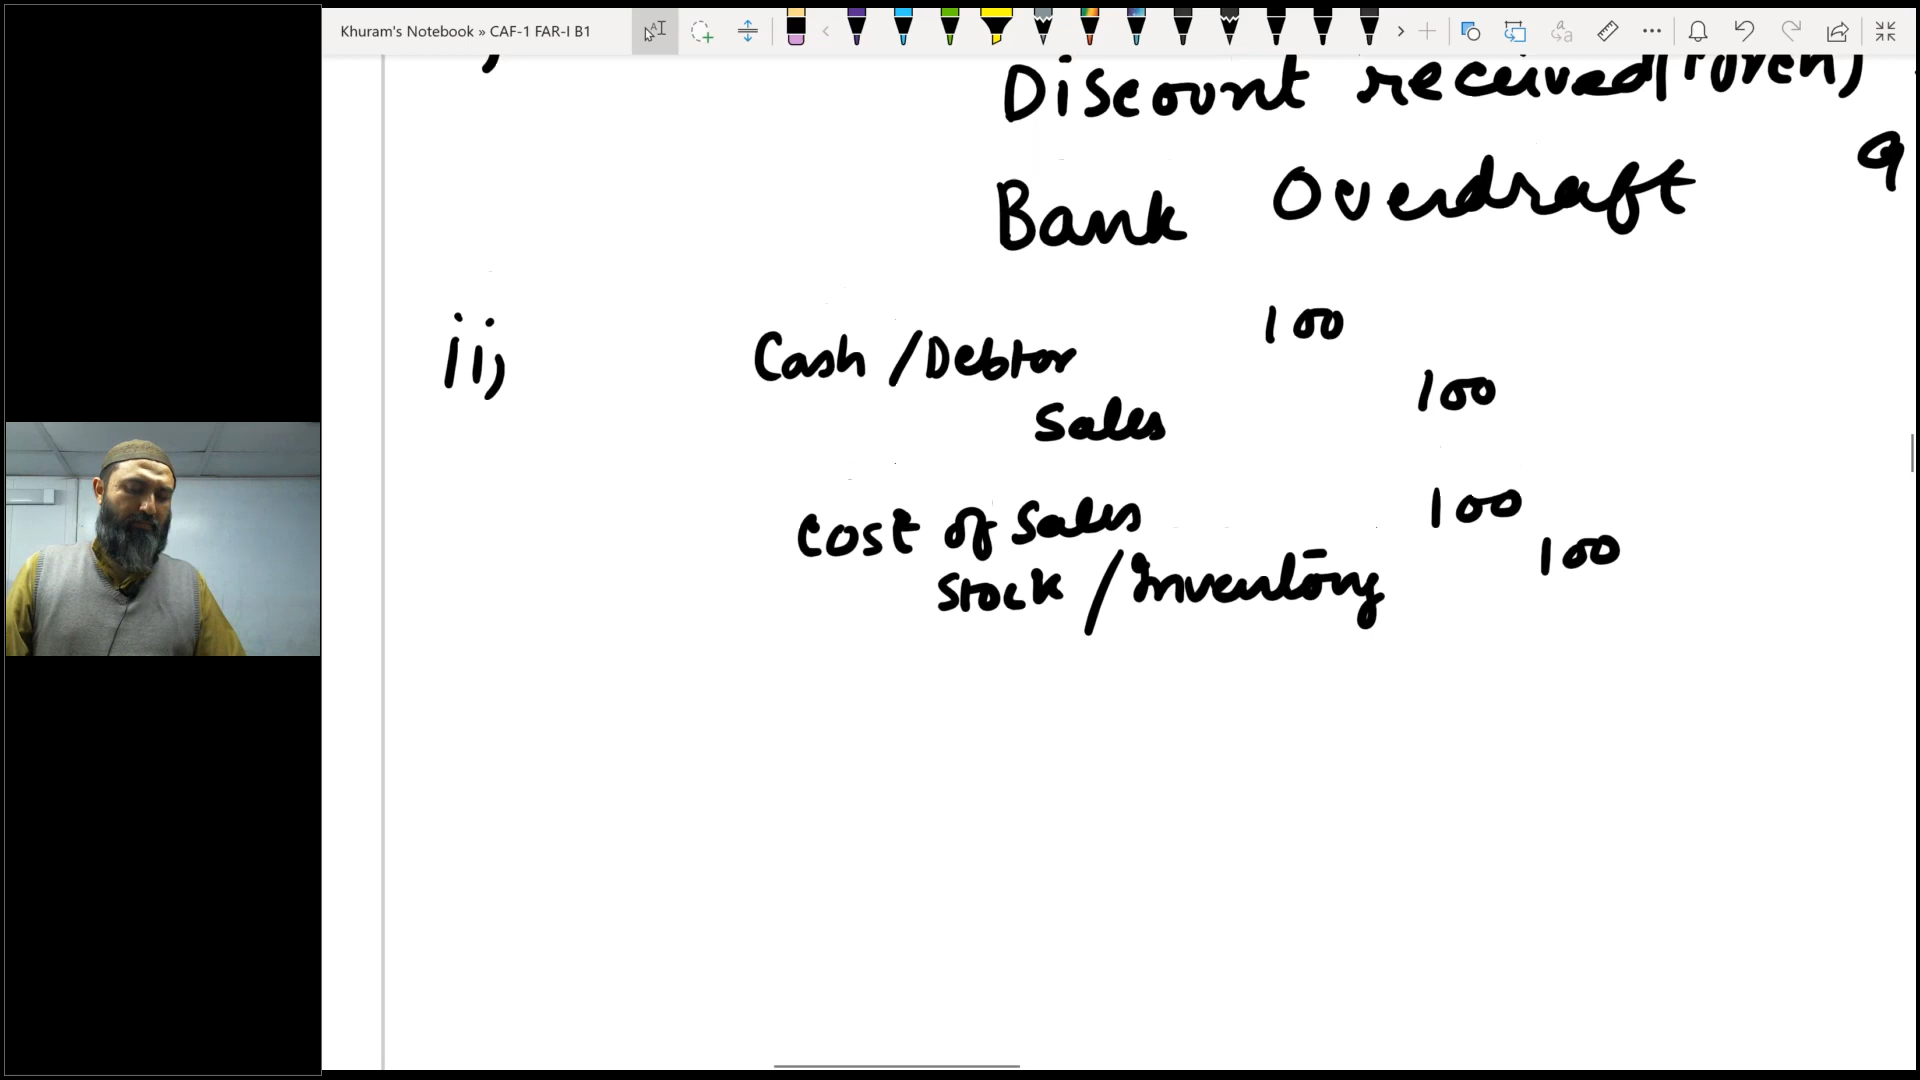 Khuram's Notebook » CAF-1 FAR-I B1
Discount received
Bank Overdraft 9
ii)
Cash/Debtor 100
Sales 100
Cost of Sales 100
Stock/Inventory 100